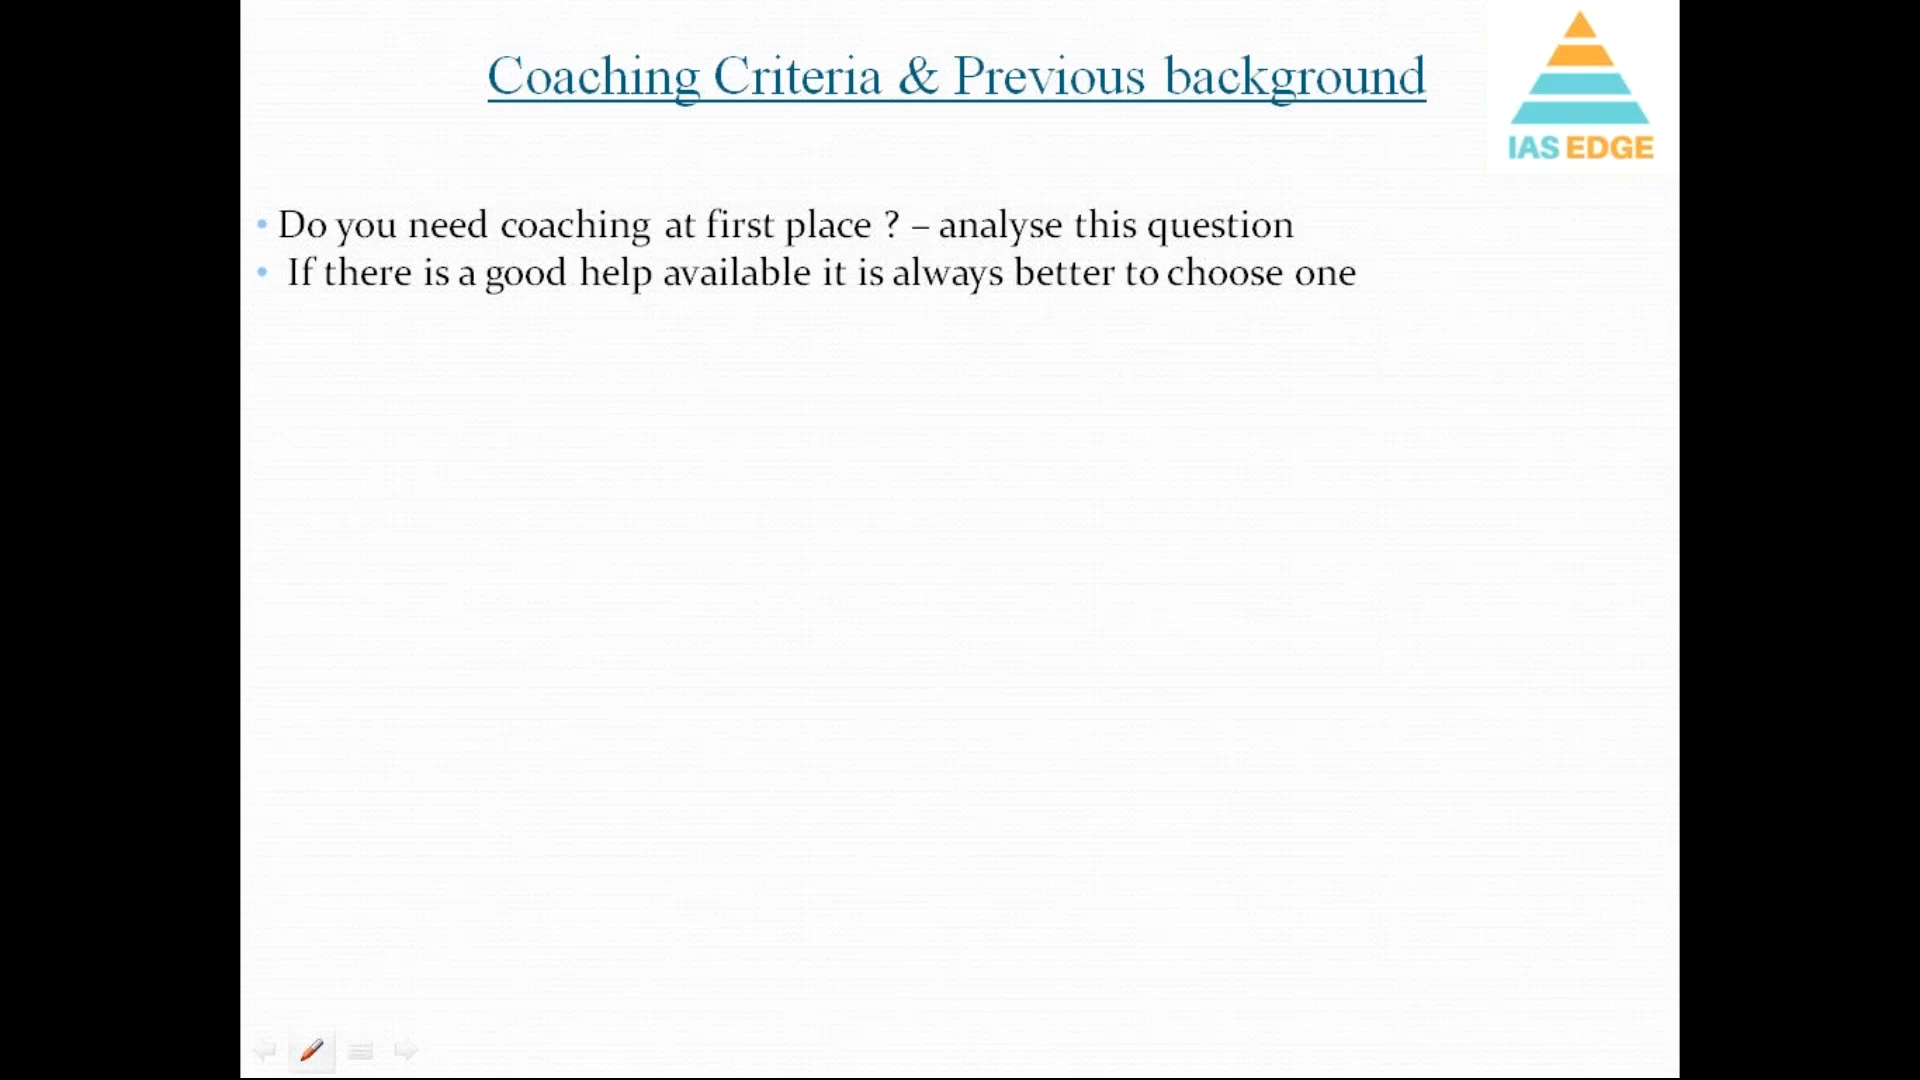 Coaching Criteria & Previous background
IAS EDGE
• Do you need coaching at first place ? – analyse this question
• If there is a good help available it is always better to choose one